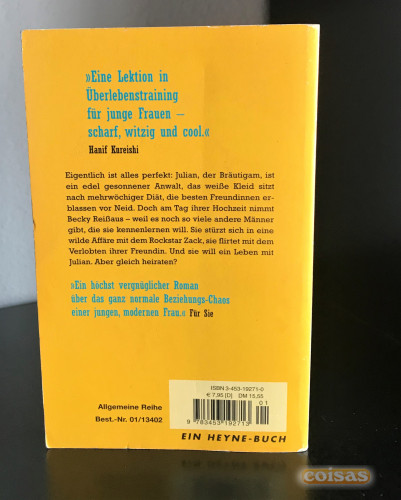 »Eine Lektion in
Überlebenstraining
für junge Frauen –
scharf, witzig und cool.«
Hanif Kureishi
Eigentlich ist alles perfekt: Julian, der Bräutigam, ist
ein edel gesonnener Anwalt, das weiße Kleid sitzt
nach mehrwöchiger Diät, die besten Freundinnen er-
blassen vor Neid. Doch am Tag ihrer Hochzeit nimmt
Becky Reißaus – weil es noch so viele andere Männer
gibt, die sie kennenlernen will. Sie stürzt sich in eine
wilde Affäre mit dem Rockstar Zack, sie flirtet mit dem
Verlobten ihrer Freundin. Und sie will ein Leben mit
Julian. Aber gleich heiraten?
»Ein höchst vergnüglicher Roman
über das ganz normale Beziehungs-Chaos
einer jungen, modernen Frau.« Für Sie
ISBN 3-453-19271-0
€ 7,95 [D] DM 15,55
01
9 783453 192713
Allgemeine Reihe
Best.-Nr. 01/13402
EIN HEYNE-BUCH
coisas